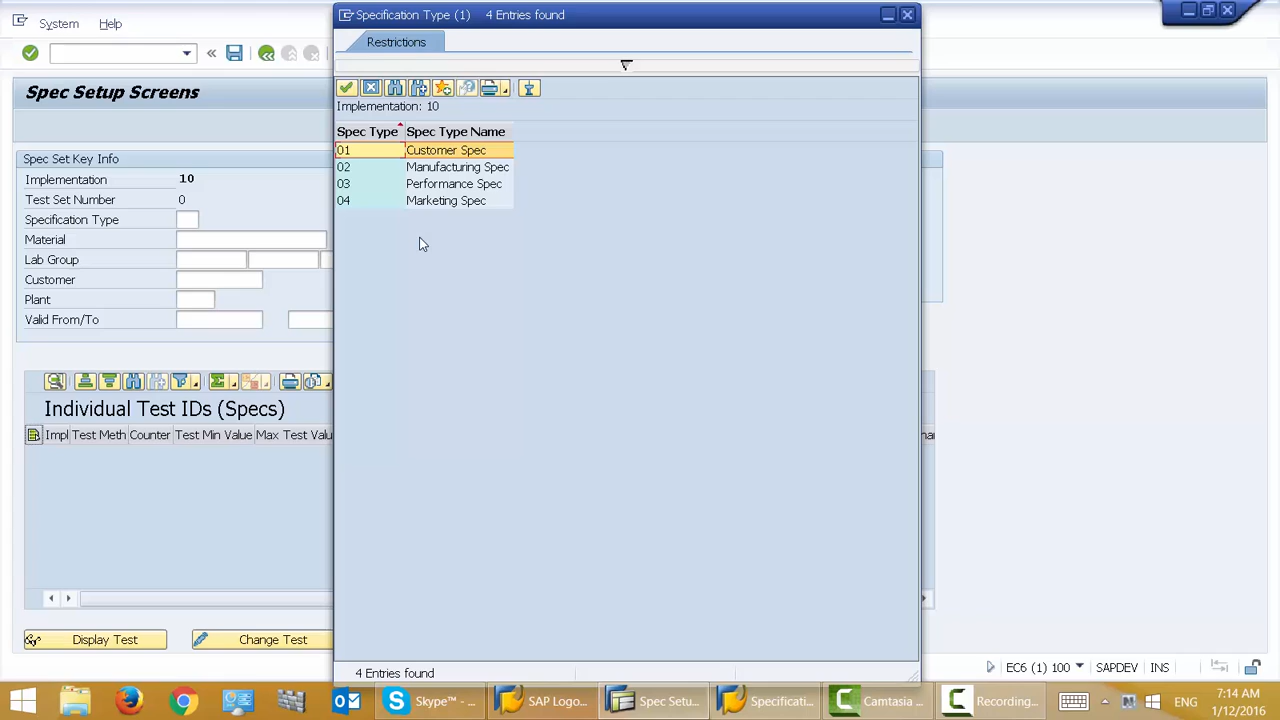 System Help
Specification Type (1) 4 Entries found
Restrictions
Spec Setup Screens
Implementation: 10
Spec Type Spec Type Name
01 Customer Spec
02 Manufacturing Spec
03 Performance Spec
04 Marketing Spec
Spec Set Key Info
Implementation 10
Test Set Number 0
Specification Type
Material
Lab Group
Customer
Plant
Valid From/To
Individual Test IDs (Specs)
Impl Test Meth Counter Test Min Value Max Test Valu
Display Test Change Test
4 Entries found
EC6 (1) 100 SAPDEV INS
Skype™ - ... SAP Logo... Spec Setu... Specificati... Camtasia ... Recording... ENG 7:14 AM
1/12/2016